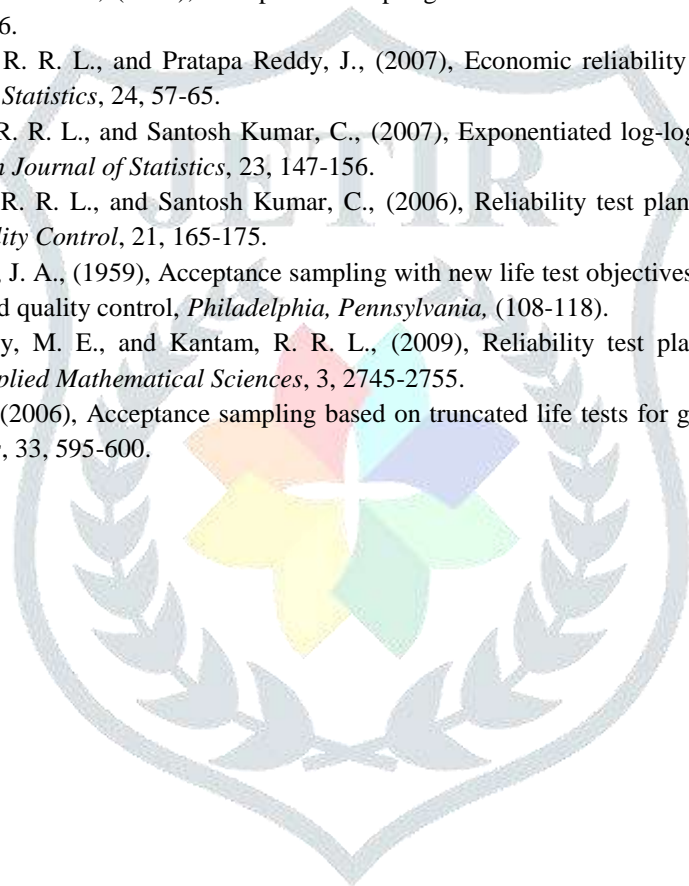 6.
R. R. L., and Pratapa Reddy, J., (2007), Economic reliability
Statistics, 24, 57-65.
R. R. L., and Santosh Kumar, C., (2007), Exponentiated log-log
n Journal of Statistics, 23, 147-156.
R. R. L., and Santosh Kumar, C., (2006), Reliability test plan
lity Control, 21, 165-175.
, J. A., (1959), Acceptance sampling with new life test objectives
d quality control, Philadelphia, Pennsylvania, (108-118).
y, M. E., and Kantam, R. R. L., (2009), Reliability test pla
plied Mathematical Sciences, 3, 2745-2755.
(2006), Acceptance sampling based on truncated life tests for g
, 33, 595-600.
JETIR